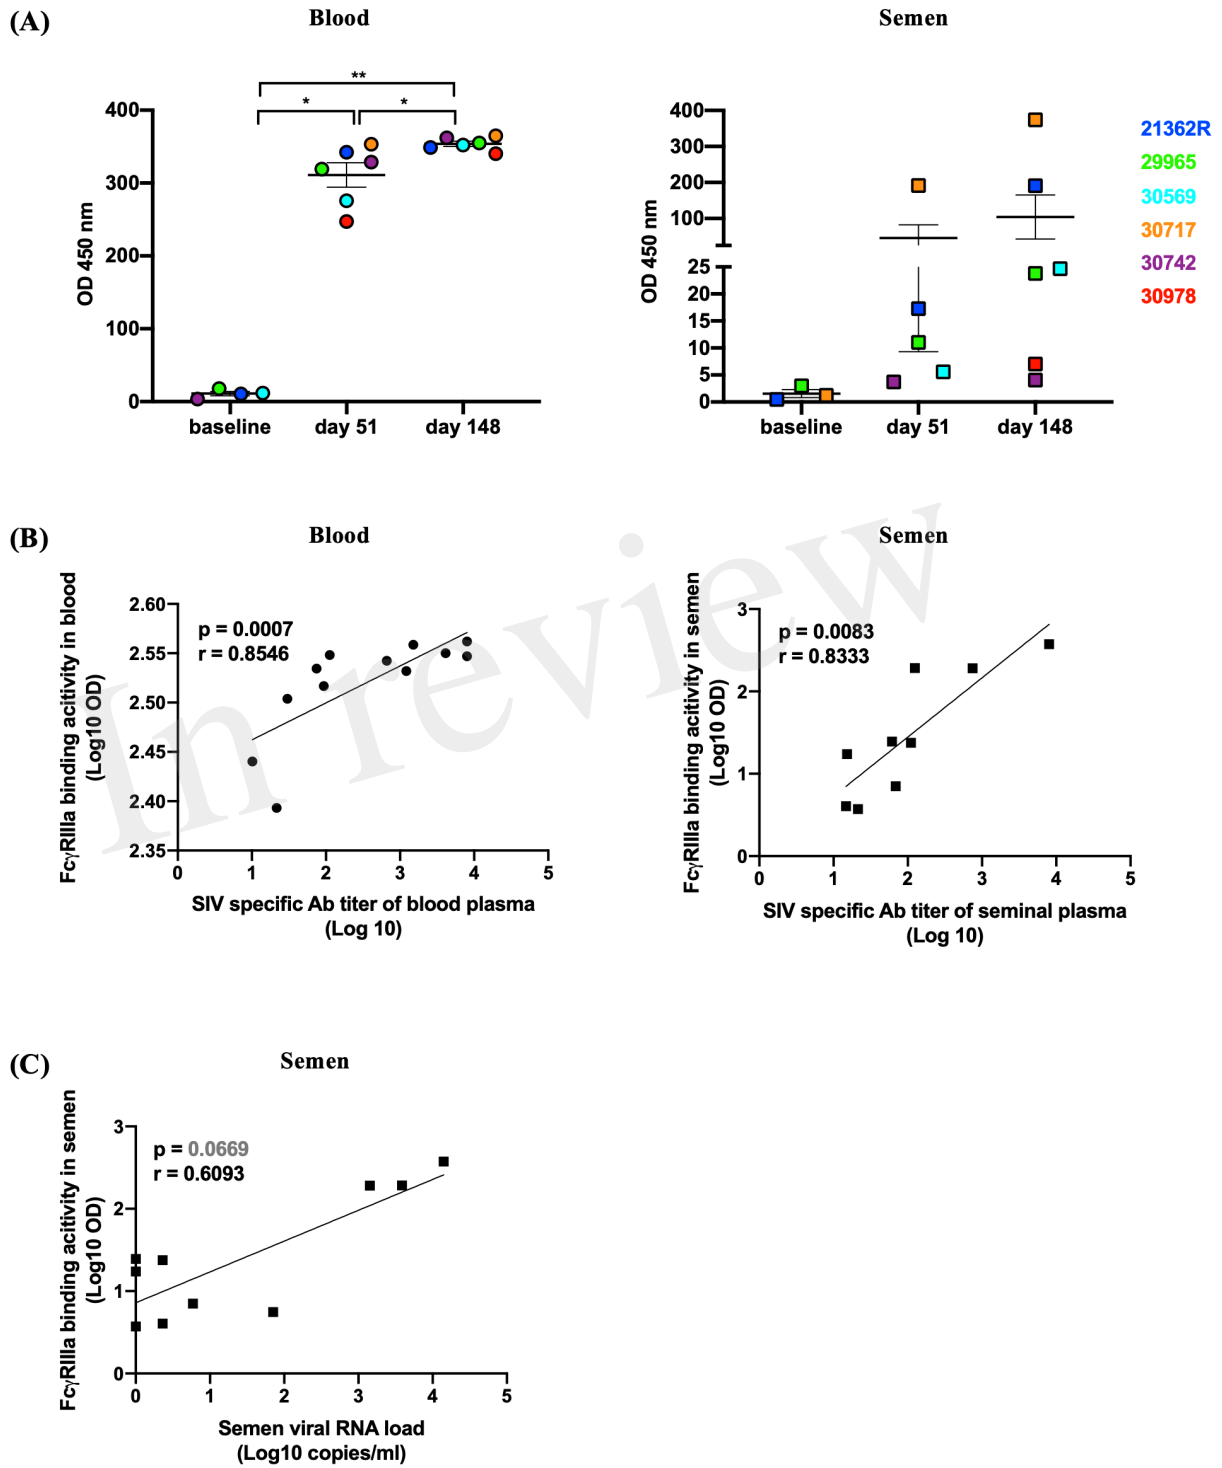 (A)
Blood
Semen
**
*
*
400
300
200
100
0
OD 450 nm
baseline
day 51
day 148
400
300
200
100
25
20
15
10
5
0
OD 450 nm
baseline
day 51
day 148
21362R
29965
30569
30717
30742
30978
(B)
Blood
Semen
FcγRIIIa binding acitivity in blood
(Log10 OD)
2.60
2.55
2.50
2.45
2.40
2.35
p = 0.0007
r = 0.8546
0
1
2
3
4
5
SIV specific Ab titer of blood plasma
(Log 10)
FcγRIIIa binding acitivity in semen
(Log10 OD)
3
2
1
0
p = 0.0083
r = 0.8333
0
1
2
3
4
5
SIV specific Ab titer of seminal plasma
(Log 10)
In review
(C)
Semen
FcγRIIIa binding acitivity in semen
(Log10 OD)
3
2
1
0
p = 0.0669
r = 0.6093
0
1
2
3
4
5
Semen viral RNA load
(Log10 copies/ml)